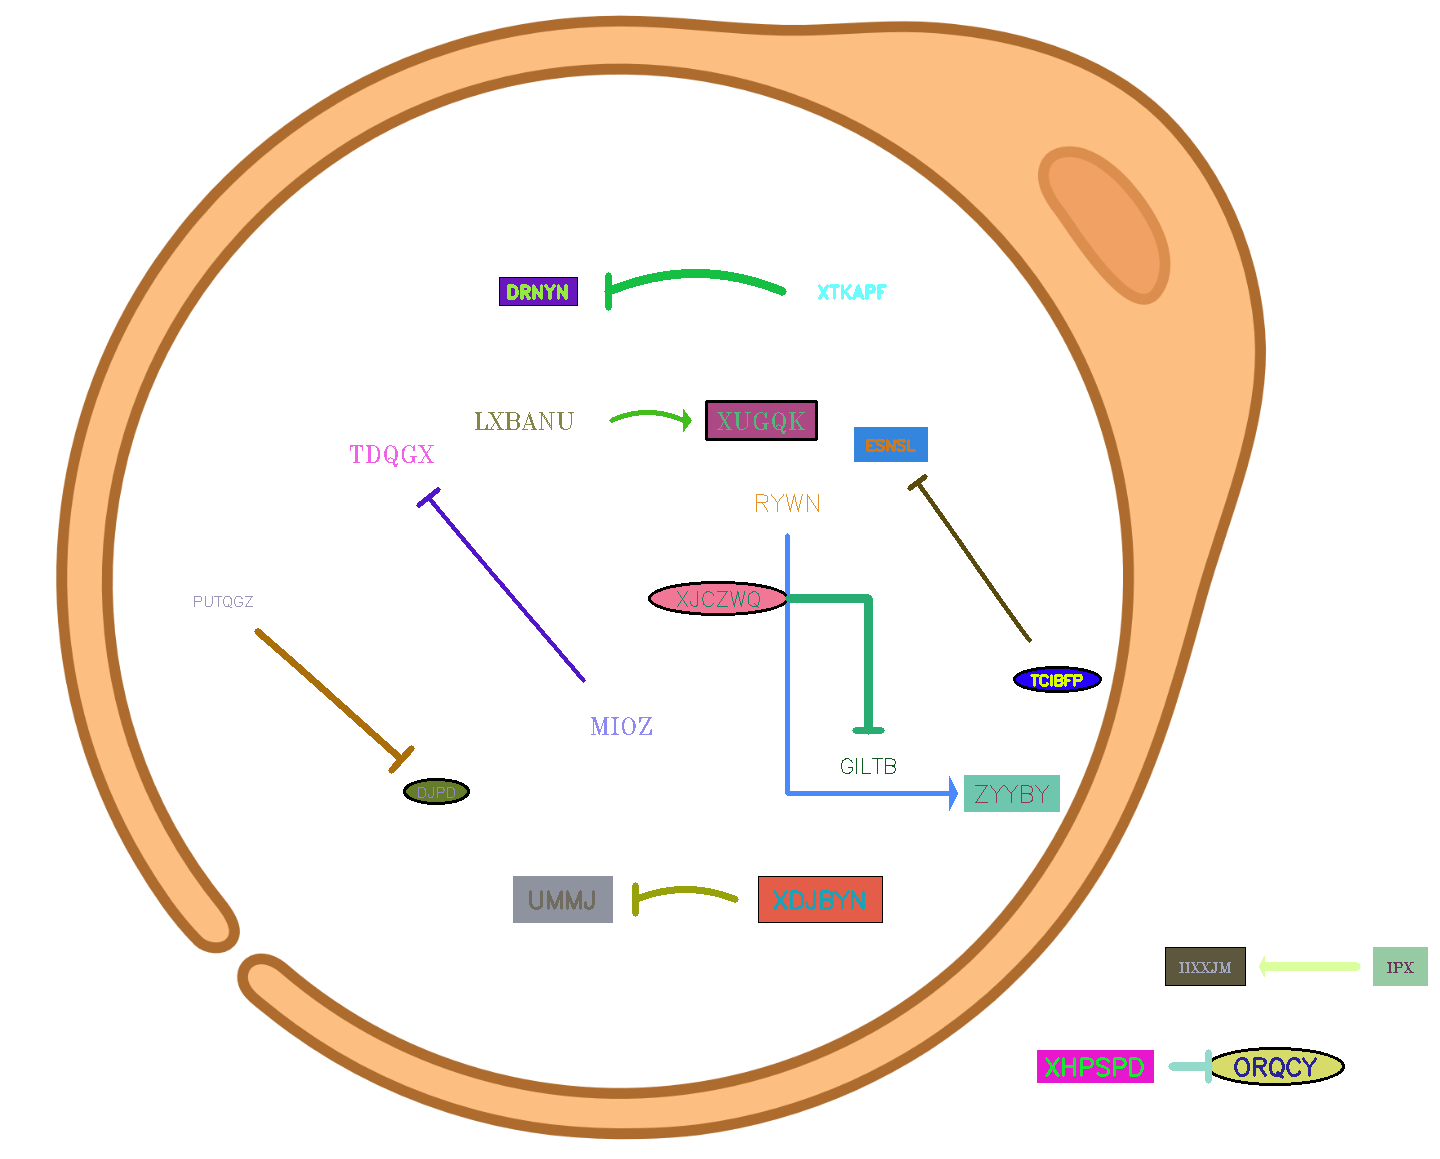 DRNYN
XTKAPF
LXBANU
XUGQK
TDQGX
ESNSL
RYWN
PUTQGZ
XJCZWQ
TCIBFP
MIOZ
GILTB
DJPD
ZYYBY
UMMJ
XDJBYN
IIXXJM
IPX
XHPSPD
ORQCY